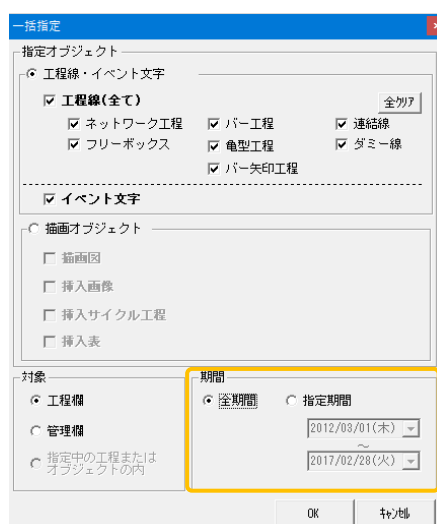 一括指定
指定オブジェクト
工程線・イベント文字
工程線(全て)
全ｸﾘｱ
ネットワーク工程
バー工程
連結線
フリーボックス
亀型工程
ダミー線
バー矢印工程
イベント文字
描画オブジェクト
描画図
挿入画像
挿入サイクル工程
挿入表
対象
工程欄
管理欄
指定中の工程または
オブジェクトの内
期間
全期間
指定期間
2012/03/01(木)
～
2017/02/28(火)
OK
ｷｬﾝｾﾙ